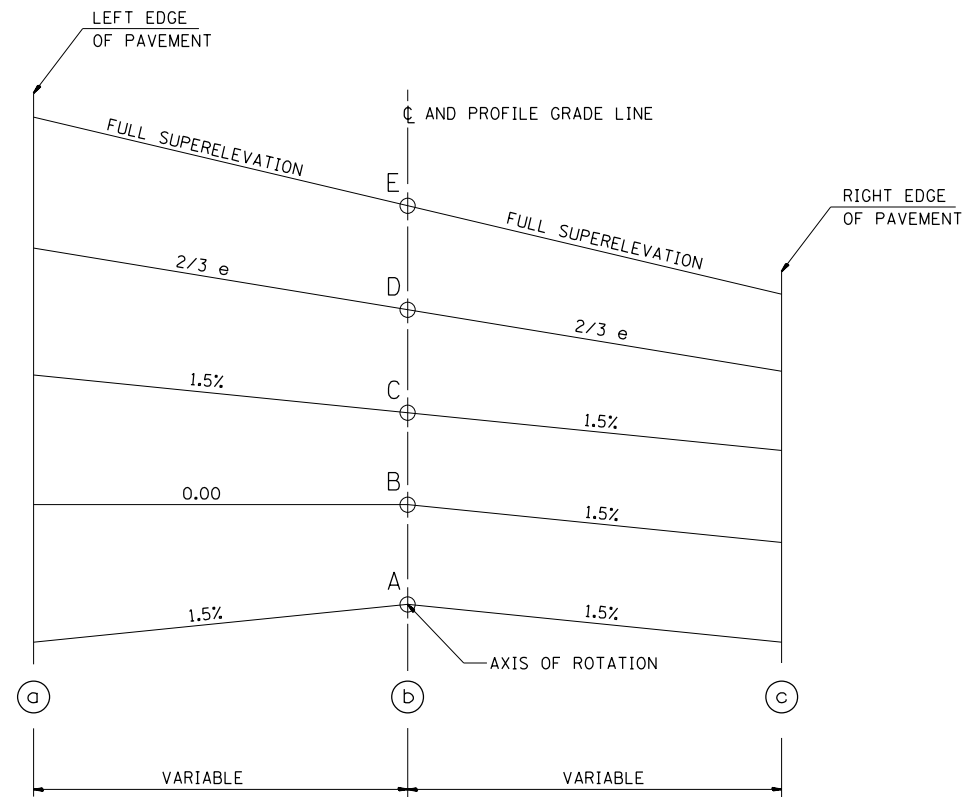 LEFT EDGE
OF PAVEMENT
℄ AND PROFILE GRADE LINE
FULL SUPERELEVATION
E
RIGHT EDGE
OF PAVEMENT
FULL SUPERELEVATION
2/3 e
D
2/3 e
1.5%
C
1.5%
0.00
B
1.5%
A
1.5%
1.5%
AXIS OF ROTATION
a
b
c
VARIABLE
VARIABLE